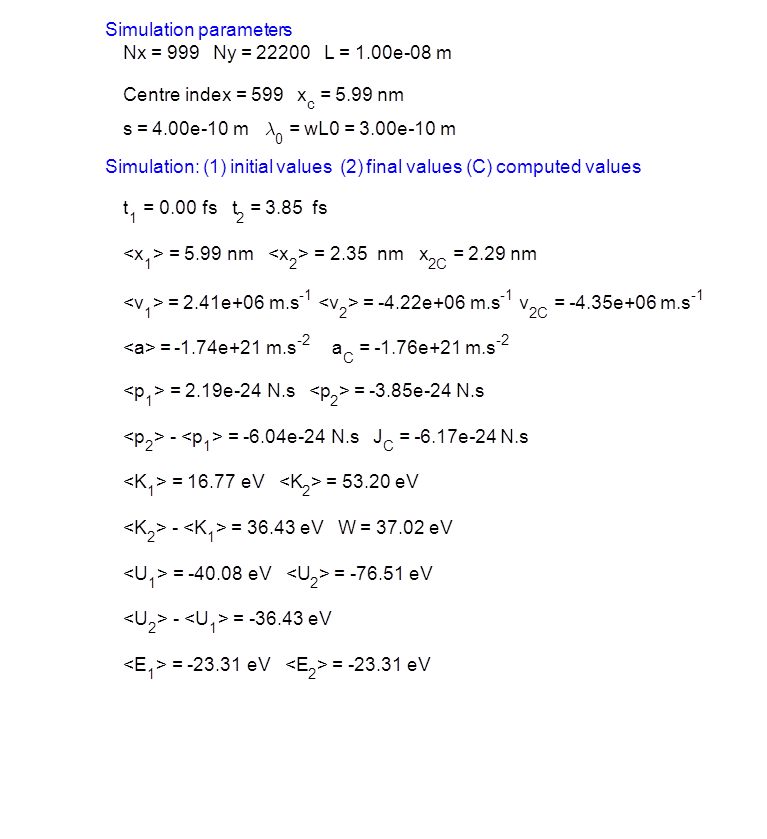 Simulation parameters
Nx = 999 Ny = 22200 L = 1.00e-08 m
Centre index = 599 x_c = 5.99 nm
s = 4.00e-10 m λ_0 = wL0 = 3.00e-10 m
Simulation: (1) initial values (2) final values (C) computed values
t_1 = 0.00 fs t_2 = 3.85 fs
<x_1> = 5.99 nm <x_2> = 2.35 nm x_2C = 2.29 nm
<v_1> = 2.41e+06 m.s^-1 <v_2> = -4.22e+06 m.s^-1 v_2C = -4.35e+06 m.s^-1
<a> = -1.74e+21 m.s^-2 a_C = -1.76e+21 m.s^-2
<p_1> = 2.19e-24 N.s <p_2> = -3.85e-24 N.s
<p_2> - <p_1> = -6.04e-24 N.s J_C = -6.17e-24 N.s
<K_1> = 16.77 eV <K_2> = 53.20 eV
<K_2> - <K_1> = 36.43 eV W = 37.02 eV
<U_1> = -40.08 eV <U_2> = -76.51 eV
<U_2> - <U_1> = -36.43 eV
<E_1> = -23.31 eV <E_2> = -23.31 eV